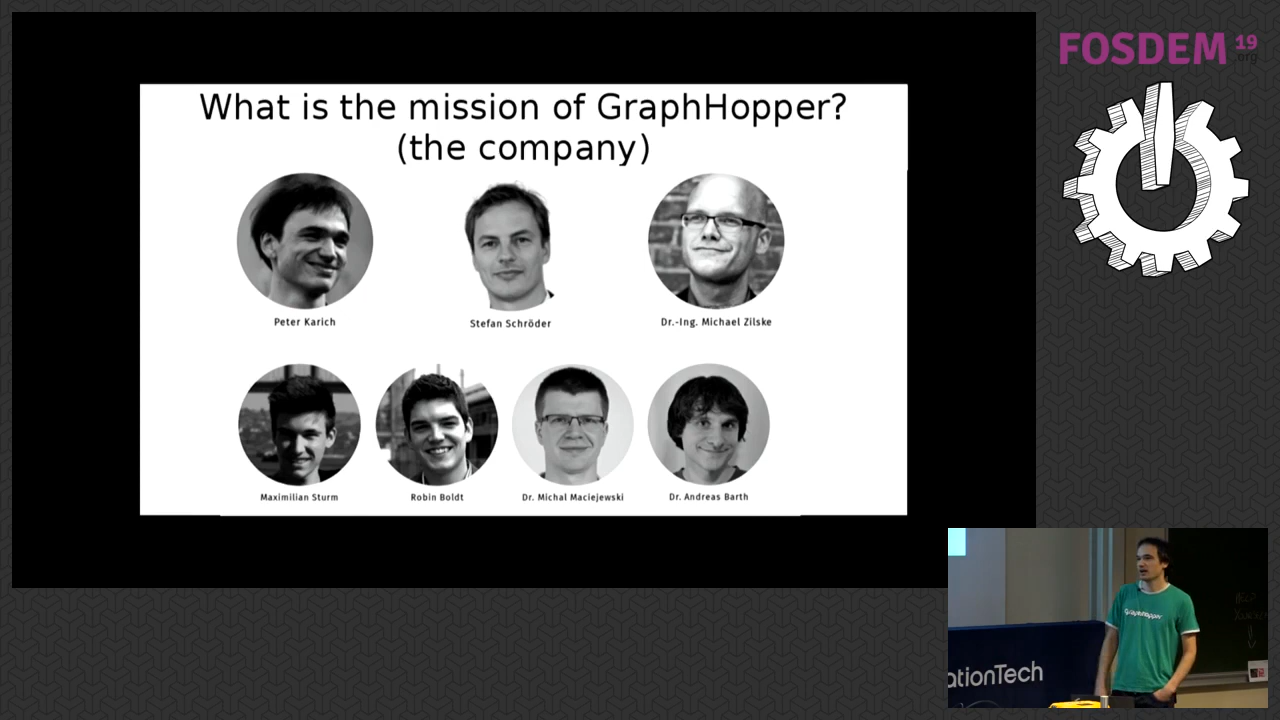 What is the mission of GraphHopper?
(the company)
Peter Karich
Stefan Schröder
Dr.-Ing. Michael Zilske
Maximilian Sturm
Robin Boldt
Dr. Michal Maciejewski
Dr. Andreas Barth
FOSDEM 19
.org
GraphHopper
ationTech